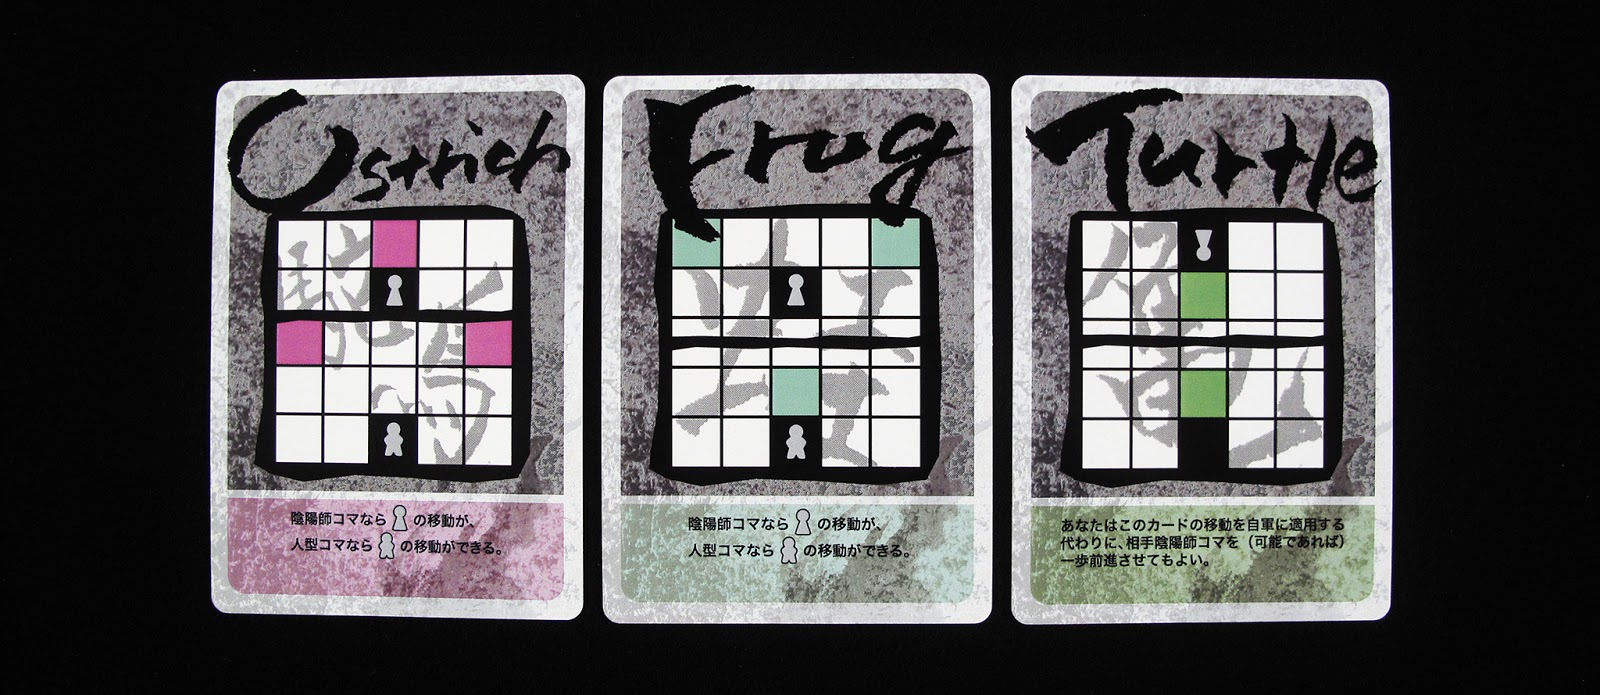 Ostrich
駝鳥
陰陽師コマなら の移動が、
人型コマなら の移動ができる。
Frog
陰陽師コマなら の移動が、
人型コマなら の移動ができる。
Turtle
あなたはこのカードの移動を自軍に適用する
代わりに、相手陰陽師コマを（可能であれば）
一歩前進させてもよい。